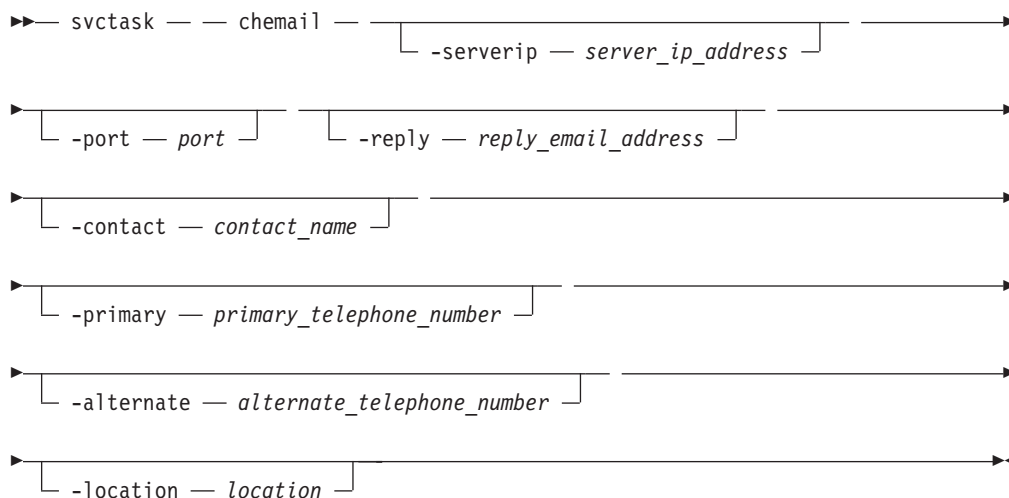 svctask — chemail
-serverip — server_ip_address
-port — port -reply — reply_email_address
-contact — contact_name
-primary — primary_telephone_number
-alternate — alternate_telephone_number
-location — location